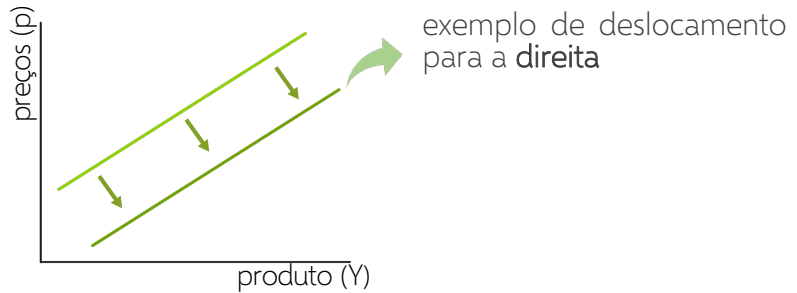 preços (p)
exemplo de deslocamento
para a direita
produto (Y)